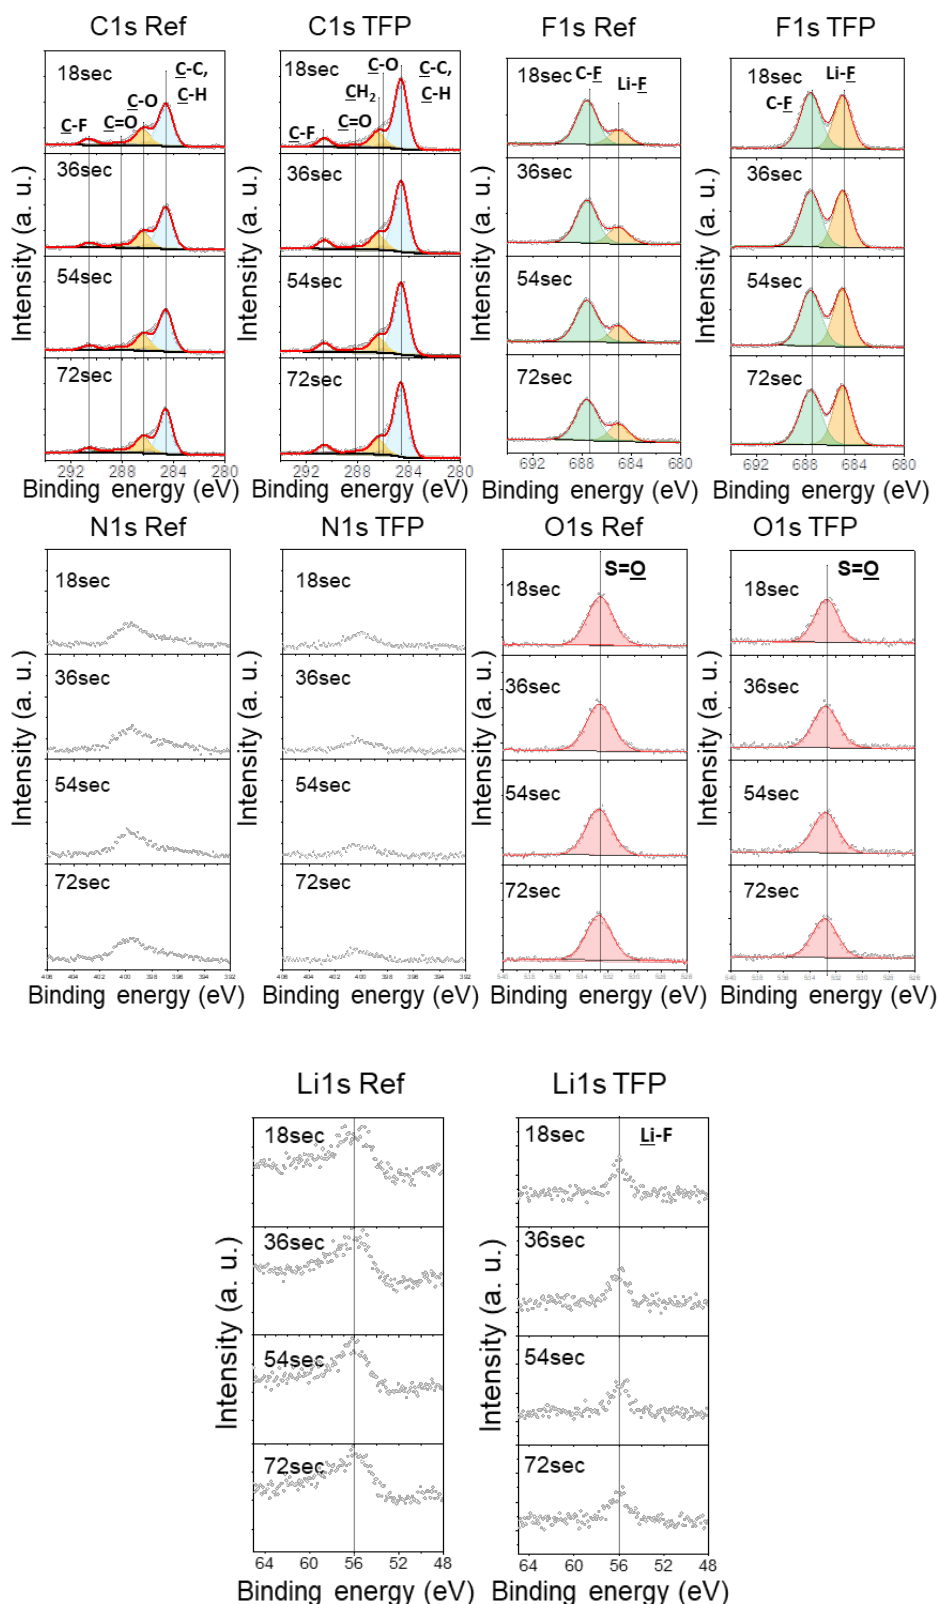 C1s Ref
C1s TFP
F1s Ref
F1s TFP
Intensity (a. u.)
18sec
C-C,
C-H
C-O
C=O
C-F
36sec
54sec
72sec
292 288 284 280
Binding energy (eV)
Intensity (a. u.)
18sec
C-O
C-C,
C-H
CH2
C=O
C-F
36sec
54sec
72sec
292 288 284 280
Binding energy (eV)
Intensity (a. u.)
18sec
C-F
Li-F
36sec
54sec
72sec
692 688 684 680
Binding energy (eV)
Intensity (a. u.)
18sec
Li-F
C-F
36sec
54sec
72sec
692 688 684 680
Binding energy (eV)
N1s Ref
N1s TFP
O1s Ref
O1s TFP
Intensity (a. u.)
18sec
36sec
54sec
72sec
406 404 400 398 394 392
Binding energy (eV)
Intensity (a. u.)
18sec
36sec
54sec
72sec
Binding energy (eV)
Intensity (a. u.)
S=O
18sec
36sec
54sec
72sec
Binding energy (eV)
Intensity (a. u.)
S=O
18sec
36sec
54sec
72sec
Binding energy (eV)
Li1s Ref
Li1s TFP
Intensity (a. u.)
18sec
36sec
54sec
72sec
64 60 56 52 48
Binding energy (eV)
Intensity (a. u.)
18sec
Li-F
36sec
54sec
72sec
64 60 56 52 48
Binding energy (eV)